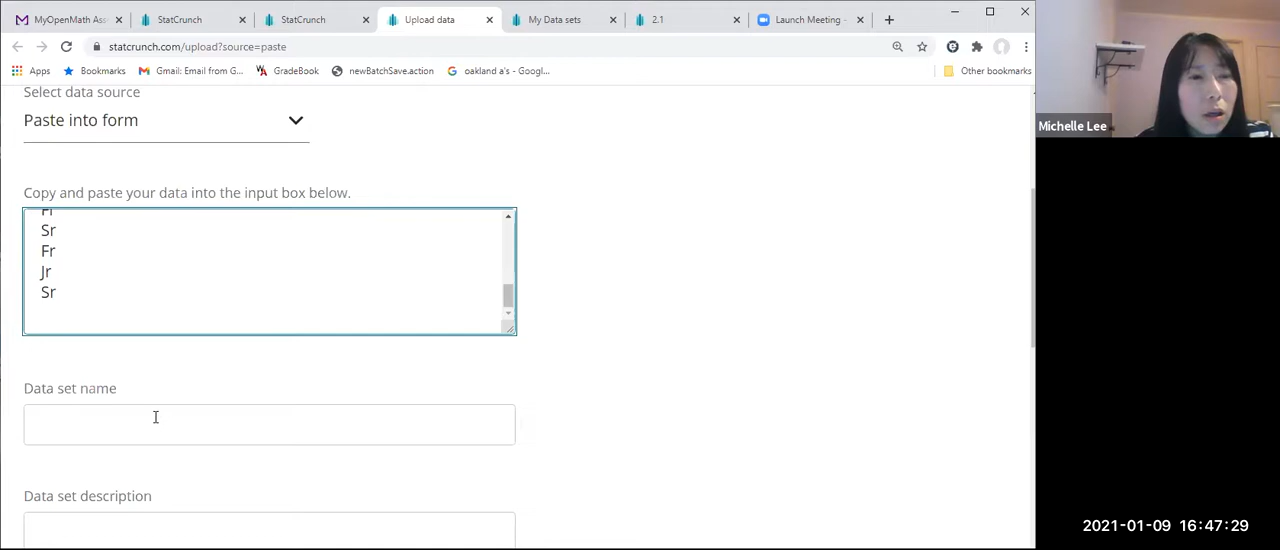 MyOpenMath Ass
StatCrunch
StatCrunch
Upload data
My Data sets
2.1
Launch Meeting -
statcrunch.com/upload?source=paste
Apps
Bookmarks
Gmail: Email from G...
GradeBook
newBatchSave.action
oakland a's - Googl...
Other bookmarks
Select data source
Paste into form
Copy and paste your data into the input box below.
Fr
Sr
Fr
Jr
Sr
Data set name
Data set description
Michelle Lee
2021-01-09 16:47:29